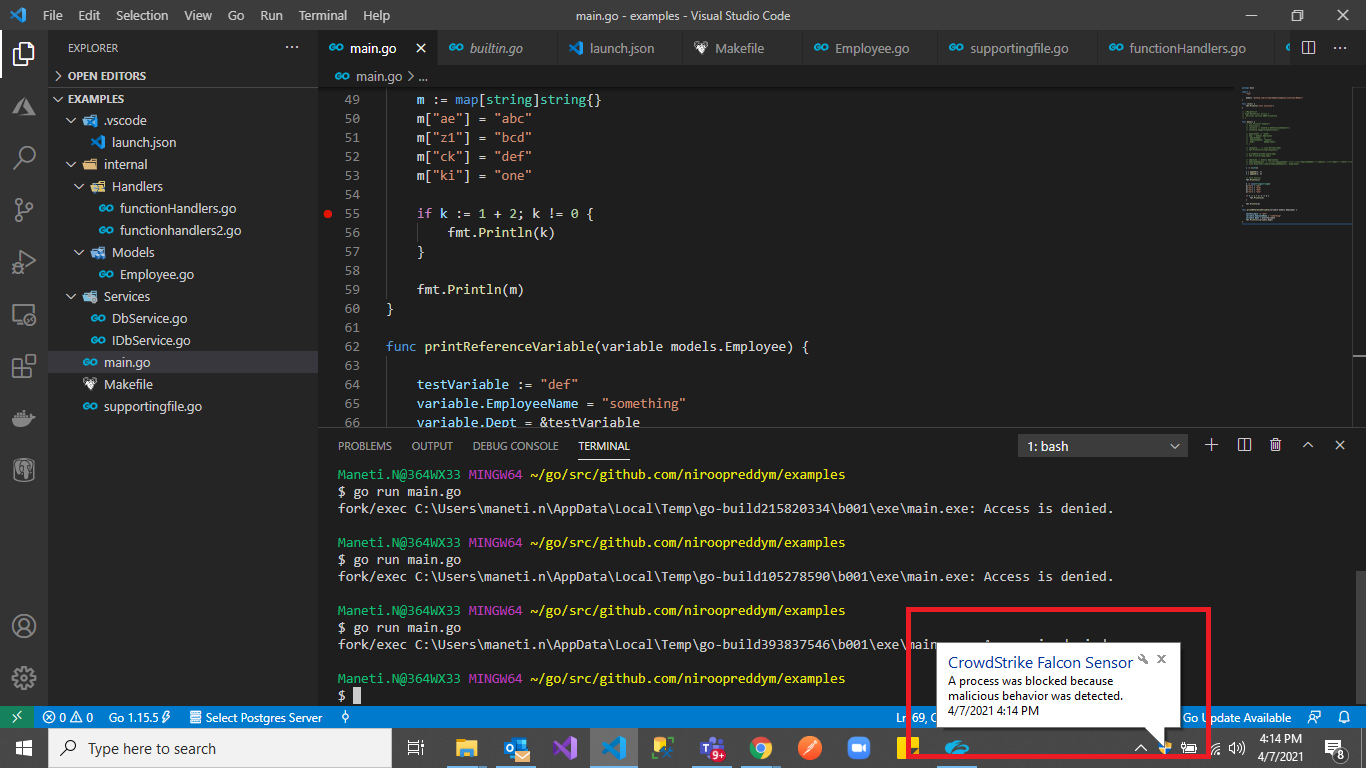 File Edit Selection View Go Run Terminal Help
main.go - examples - Visual Studio Code
EXPLORER
OPEN EDITORS
EXAMPLES
.vscode
launch.json
internal
Handlers
functionHandlers.go
functionhandlers2.go
Models
Employee.go
Services
DbService.go
IDbService.go
main.go
Makefile
supportingfile.go
main.go
builtin.go
launch.json
Makefile
Employee.go
supportingfile.go
functionHandlers.go
main.go > ...
49 m := map[string]string{}
50 m["ae"] = "abc"
51 m["z1"] = "bcd"
52 m["ck"] = "def"
53 m["ki"] = "one"
54
55 if k := 1 + 2; k != 0 {
56 fmt.Println(k)
57 }
58
59 fmt.Println(m)
60 }
61
62 func printReferenceVariable(variable models.Employee) {
63
64 testVariable := "def"
65 variable.EmployeeName = "something"
66 variable.Dept = &testVariable
PROBLEMS OUTPUT DEBUG CONSOLE TERMINAL
1: bash
Maneti.N@364WX33 MINGW64 ~/go/src/github.com/niroopreddym/examples
$ go run main.go
fork/exec C:\Users\maneti.n\AppData\Local\Temp\go-build215820334\b001\exe\main.exe: Access is denied.
Maneti.N@364WX33 MINGW64 ~/go/src/github.com/niroopreddym/examples
$ go run main.go
fork/exec C:\Users\maneti.n\AppData\Local\Temp\go-build105278590\b001\exe\main.exe: Access is denied.
Maneti.N@364WX33 MINGW64 ~/go/src/github.com/niroopreddym/examples
$ go run main.go
fork/exec C:\Users\maneti.n\AppData\Local\Temp\go-build393837546\b001\exe\main
Maneti.N@364WX33 MINGW64 ~/go/src/github.com/niroopreddym/examples
$
CrowdStrike Falcon Sensor
A process was blocked because
malicious behavior was detected.
4/7/2021 4:14 PM
0 0 Go 1.15.5 Select Postgres Server
Go Update Available
Type here to search
9+
4:14 PM
4/7/2021
8